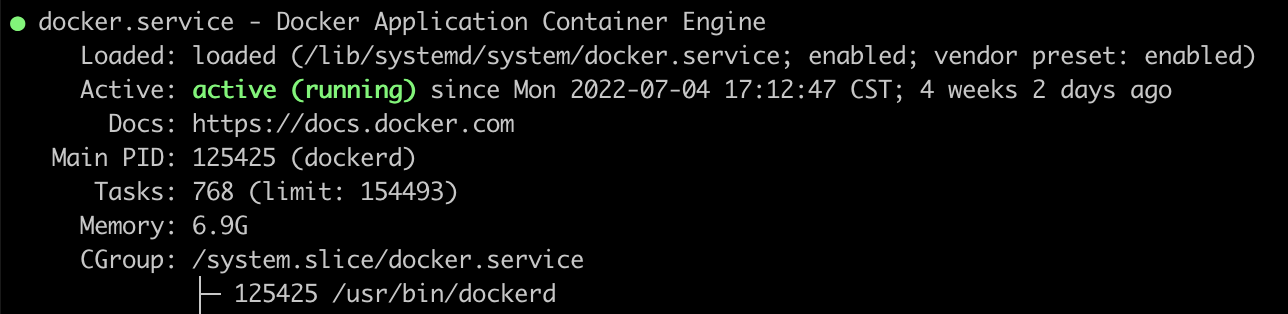 ● docker.service - Docker Application Container Engine
Loaded: loaded (/lib/systemd/system/docker.service; enabled; vendor preset: enabled)
Active: active (running) since Mon 2022-07-04 17:12:47 CST; 4 weeks 2 days ago
Docs: https://docs.docker.com
Main PID: 125425 (dockerd)
Tasks: 768 (limit: 154493)
Memory: 6.9G
CGroup: /system.slice/docker.service
├─ 125425 /usr/bin/dockerd